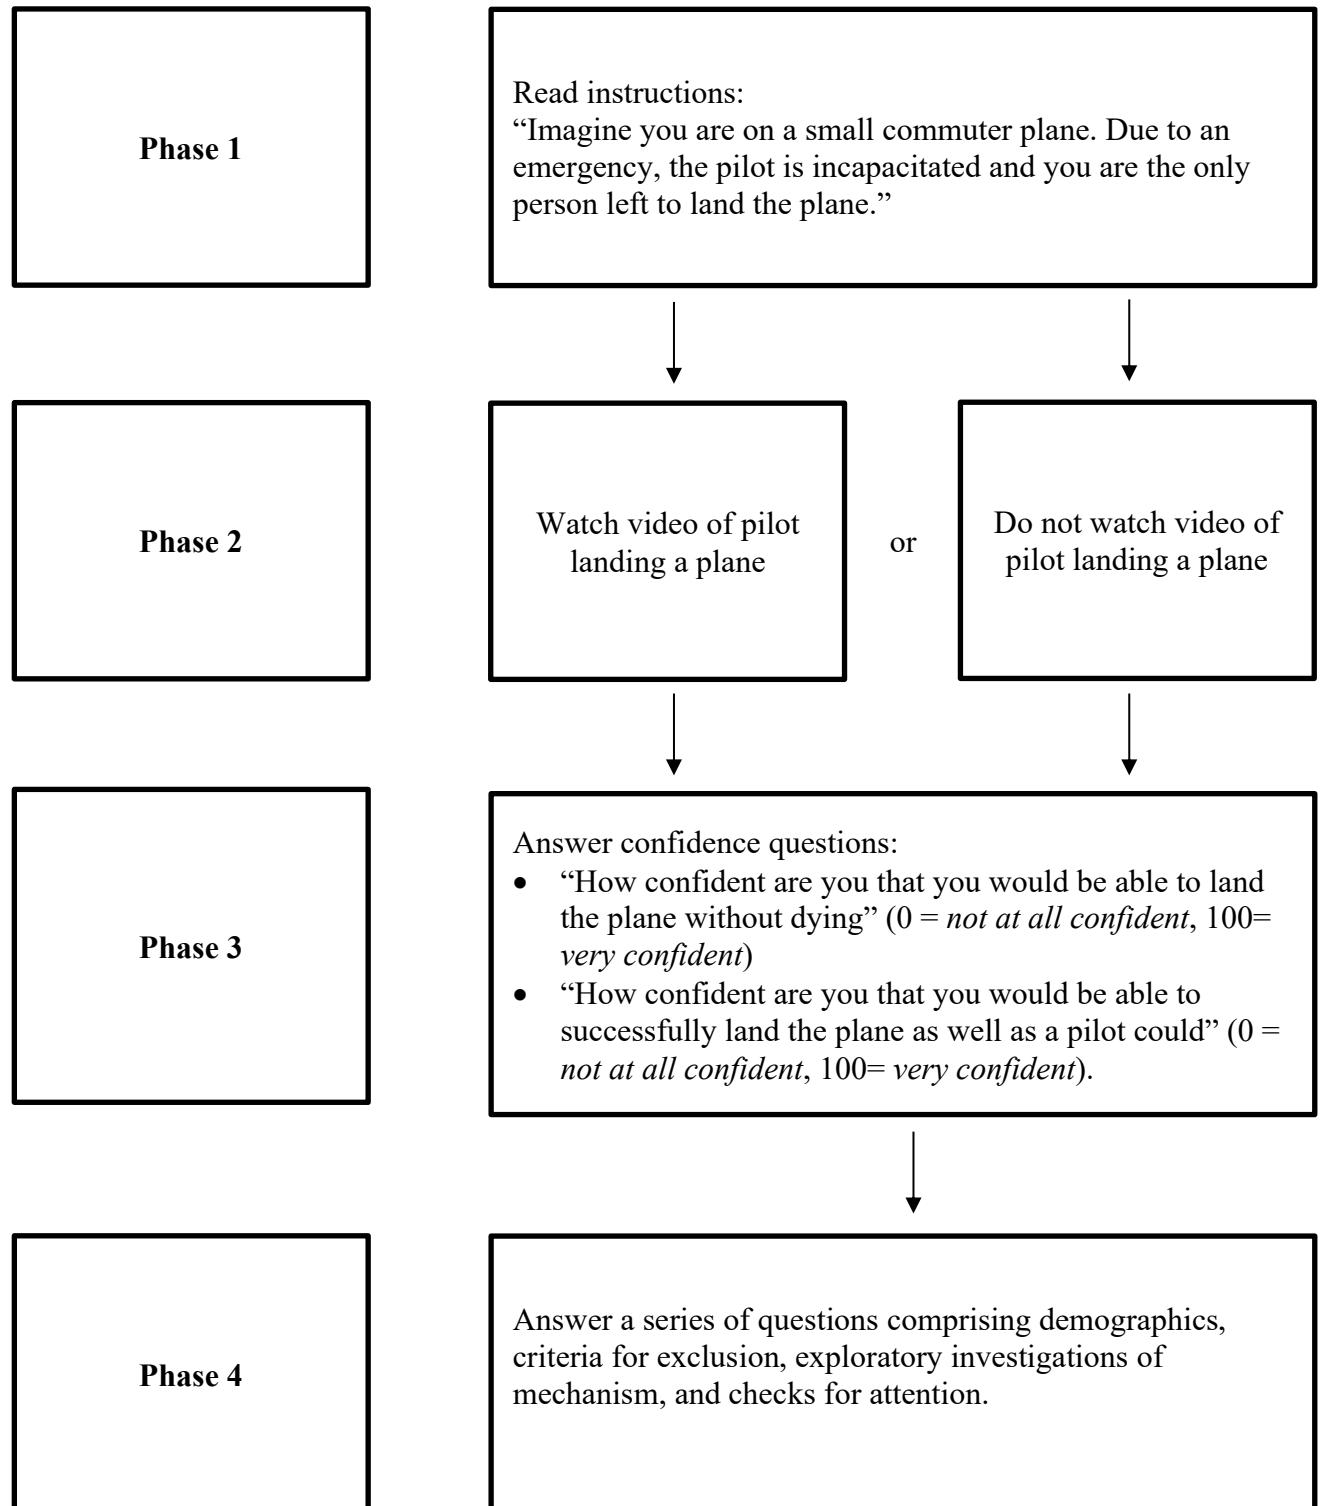 Phase 1
Read instructions:
“Imagine you are on a small commuter plane. Due to an
emergency, the pilot is incapacitated and you are the only
person left to land the plane.”
Phase 2
Watch video of pilot
landing a plane
or
Do not watch video of
pilot landing a plane
Phase 3
Answer confidence questions:
• “How confident are you that you would be able to land
the plane without dying” (0 = not at all confident, 100=
very confident)
• “How confident are you that you would be able to
successfully land the plane as well as a pilot could” (0 =
not at all confident, 100= very confident).
Phase 4
Answer a series of questions comprising demographics,
criteria for exclusion, exploratory investigations of
mechanism, and checks for attention.